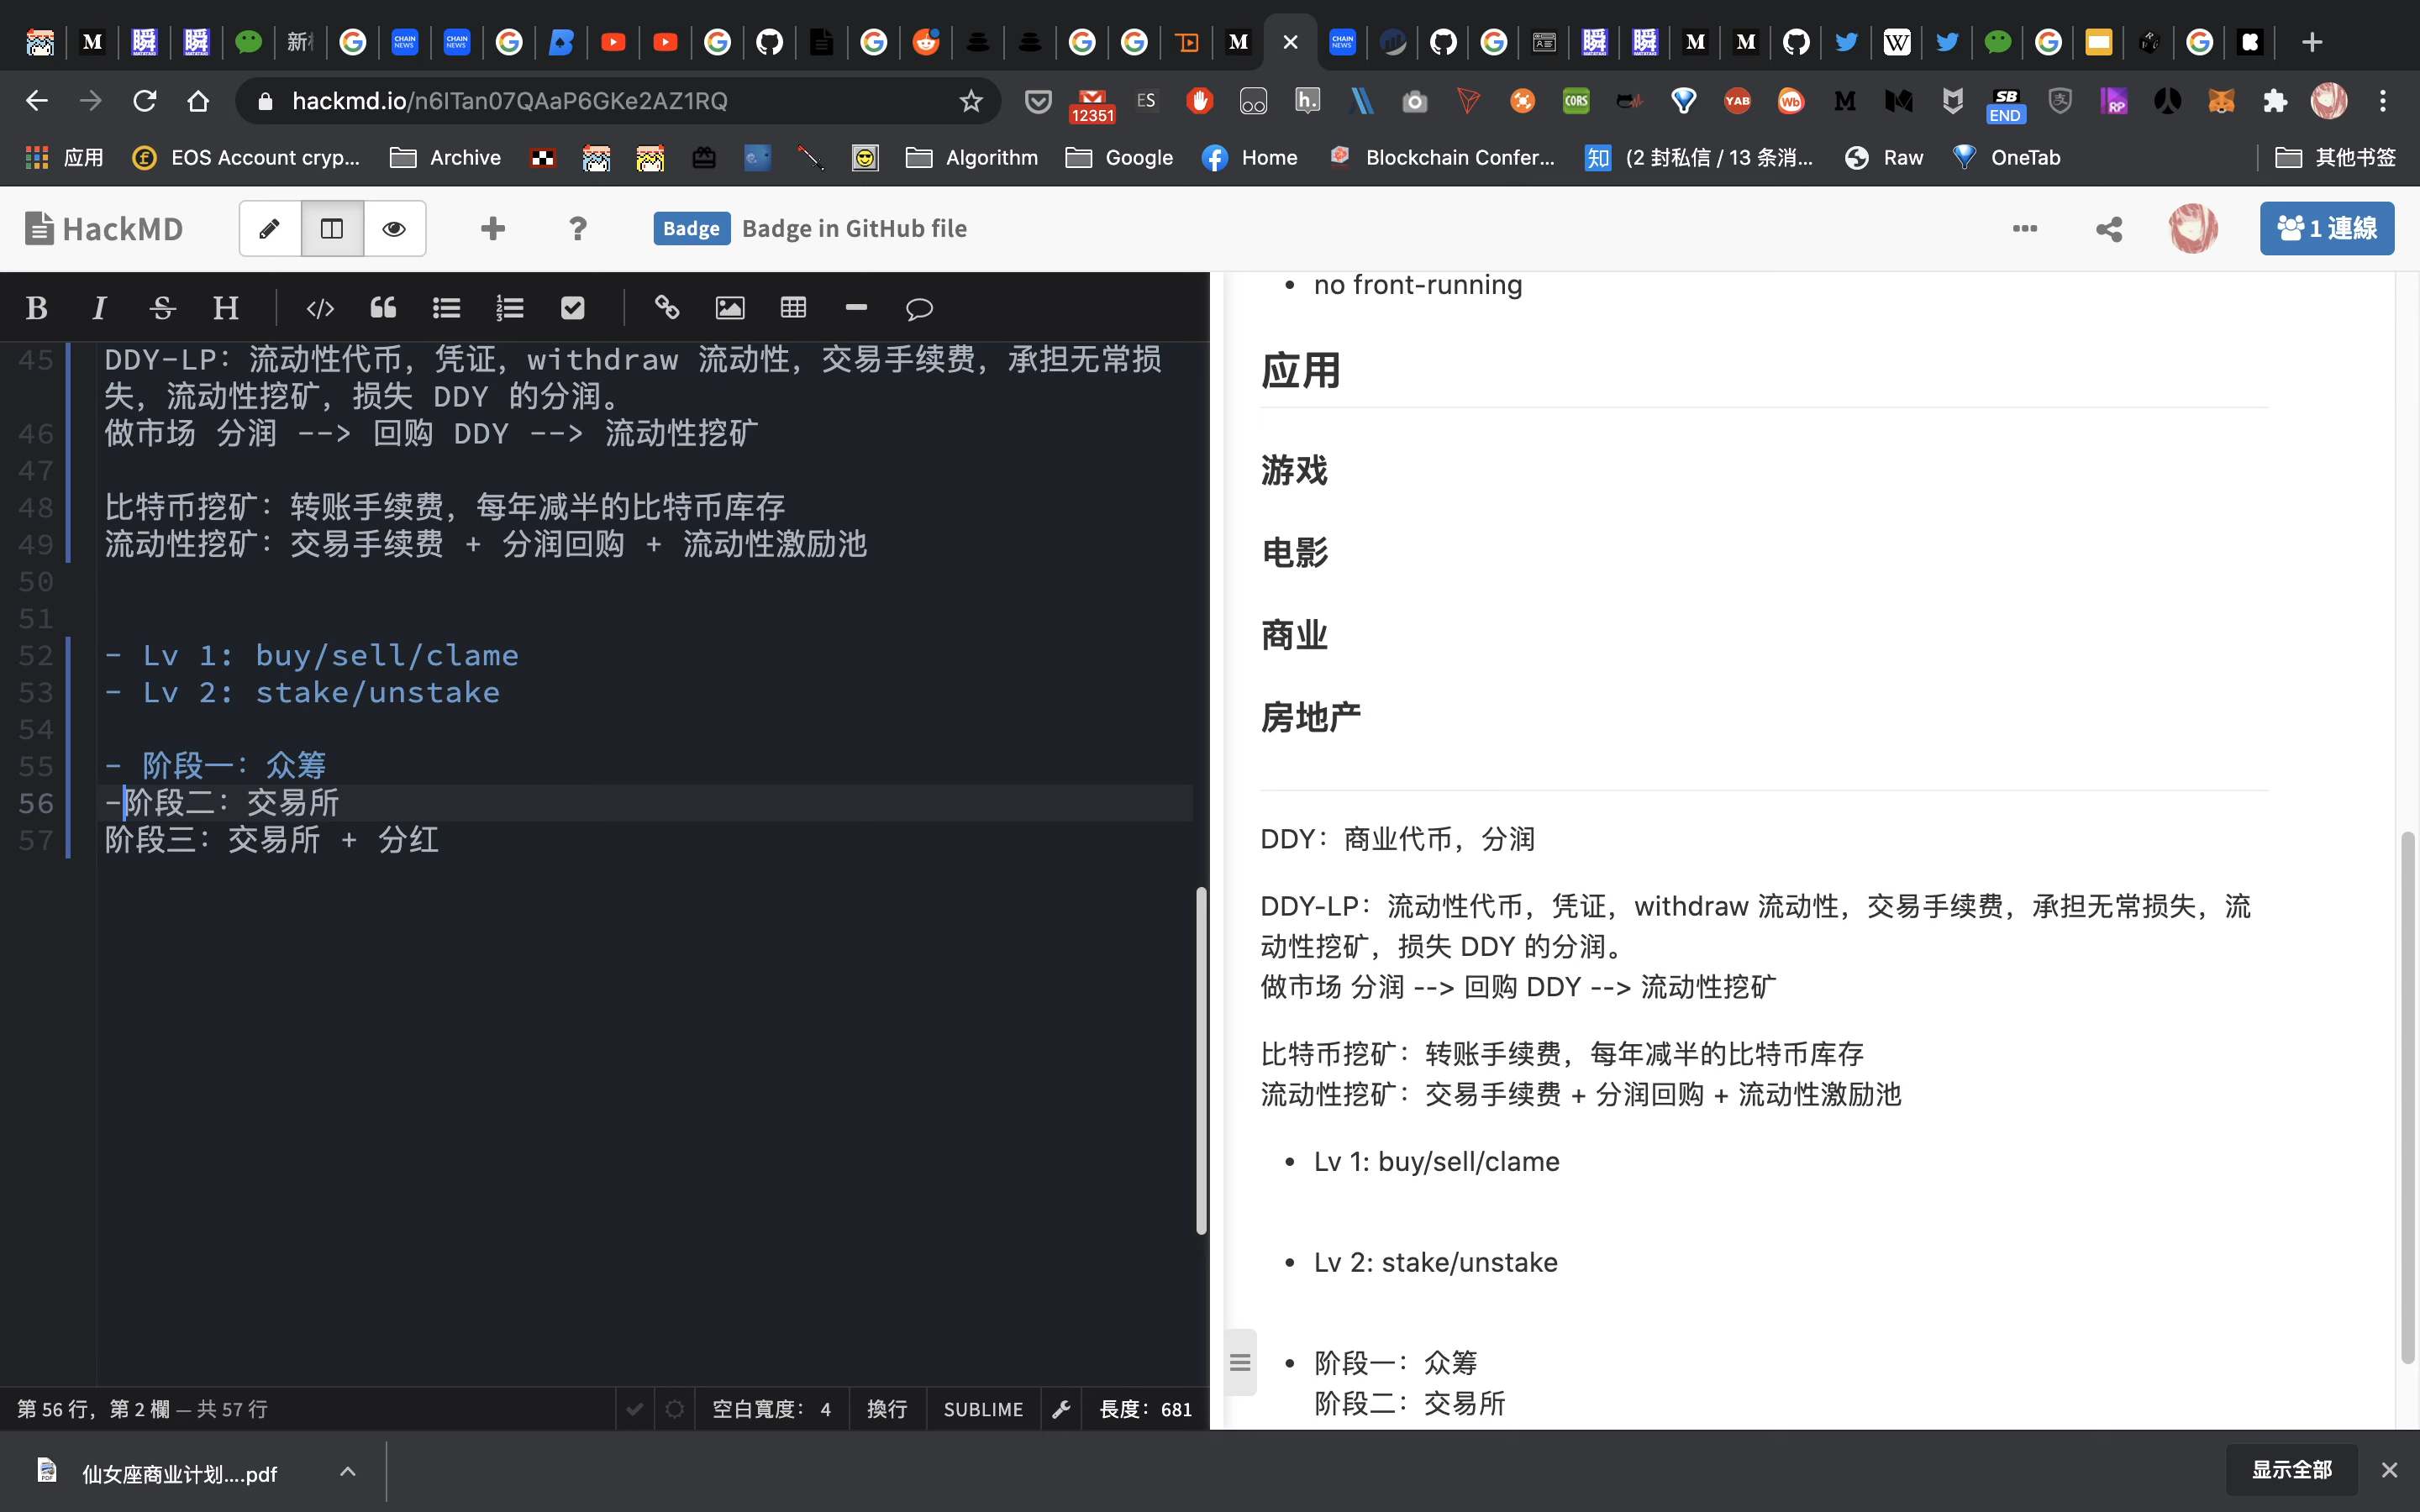 新
hackmd.io/n6ITan07QAaP6GKe2AZ1RQ
12351
ES
CORS
YAB
Wb
SB
END
RP
应用
EOS Account cryp...
Archive
Algorithm
Google
Home
Blockchain Confer...
知
(2 封私信 / 13 条消...
Raw
OneTab
其他书签
HackMD
Badge
Badge in GitHub file
1 連線
45 DDY-LP：流动性代币，凭证，withdraw 流动性，交易手续费，承担无常损
失，流动性挖矿，损失 DDY 的分润。
46 做市场 分润 --> 回购 DDY --> 流动性挖矿
47
48 比特币挖矿：转账手续费，每年减半的比特币库存
49 流动性挖矿：交易手续费 + 分润回购 + 流动性激励池
50
51
52 - Lv 1: buy/sell/clame
53 - Lv 2: stake/unstake
54
55 - 阶段一：众筹
56 -阶段二：交易所
57 阶段三：交易所 + 分红
第 56 行，第 2 欄 — 共 57 行
空白寬度：4
換行
SUBLIME
長度：681
• no front-running
应用
游戏
电影
商业
房地产
DDY：商业代币，分润
DDY-LP：流动性代币，凭证，withdraw 流动性，交易手续费，承担无常损失，流
动性挖矿，损失 DDY 的分润。
做市场 分润 --> 回购 DDY --> 流动性挖矿
比特币挖矿：转账手续费，每年减半的比特币库存
流动性挖矿：交易手续费 + 分润回购 + 流动性激励池
• Lv 1: buy/sell/clame
• Lv 2: stake/unstake
• 阶段一：众筹
阶段二：交易所
仙女座商业计划....pdf
显示全部